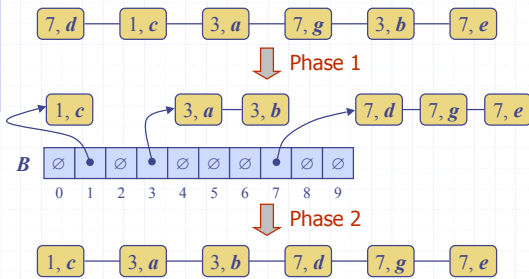 7, d 1, c 3, a 7, g 3, b 7, e
Phase 1
1, c 3, a 3, b 7, d 7, g 7, e
B ∅ ∅ ∅ ∅ ∅ ∅ ∅
0 1 2 3 4 5 6 7 8 9
Phase 2
1, c 3, a 3, b 7, d 7, g 7, e